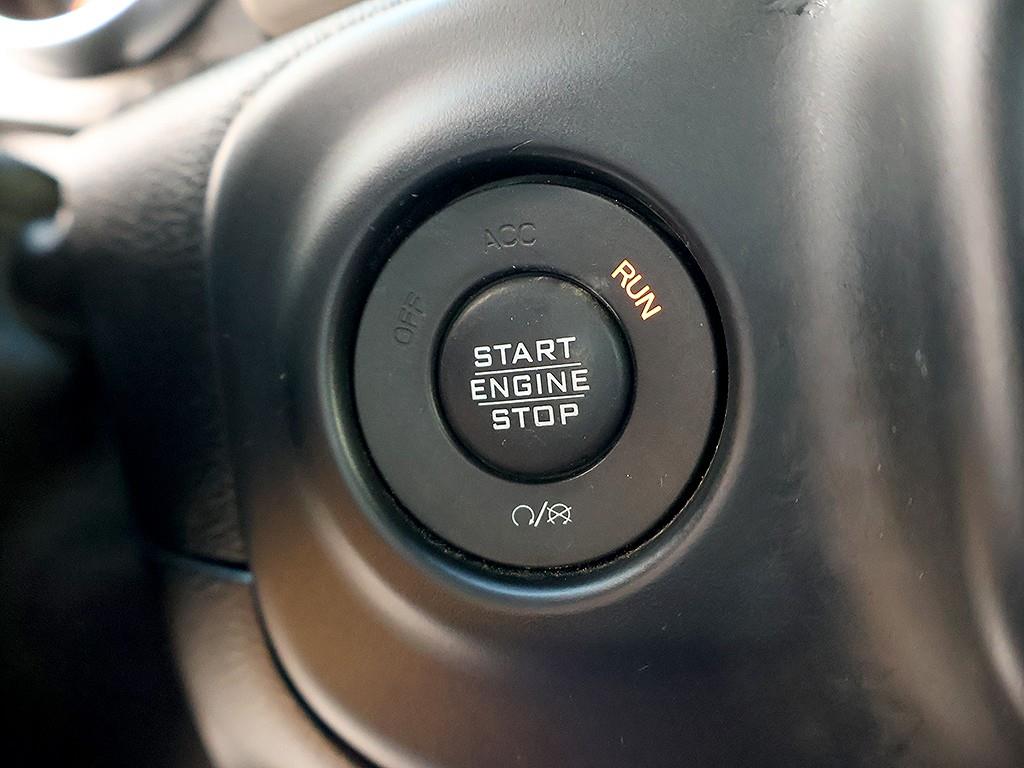 ACC
OFF
RUN
START
ENGINE
STOP